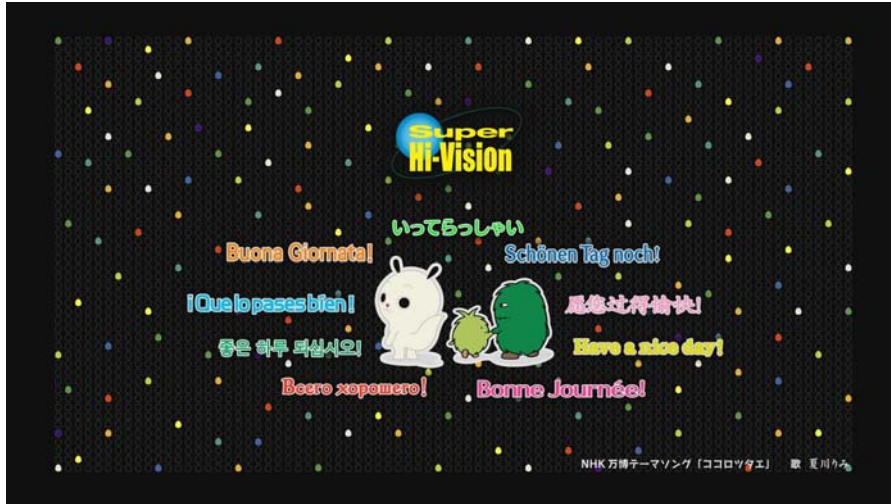 Super
Hi-Vision
いってらっしゃい
Buona Giornata!
Schönen Tag noch!
¡Que lo pases bien!
愿您过得愉快!
좋은 하루 되십시오!
Have a nice day!
Всего хорошего!
Bonne Journée!
NHK 万博テーマソング「ココロツタエ」 歌 夏川りみ